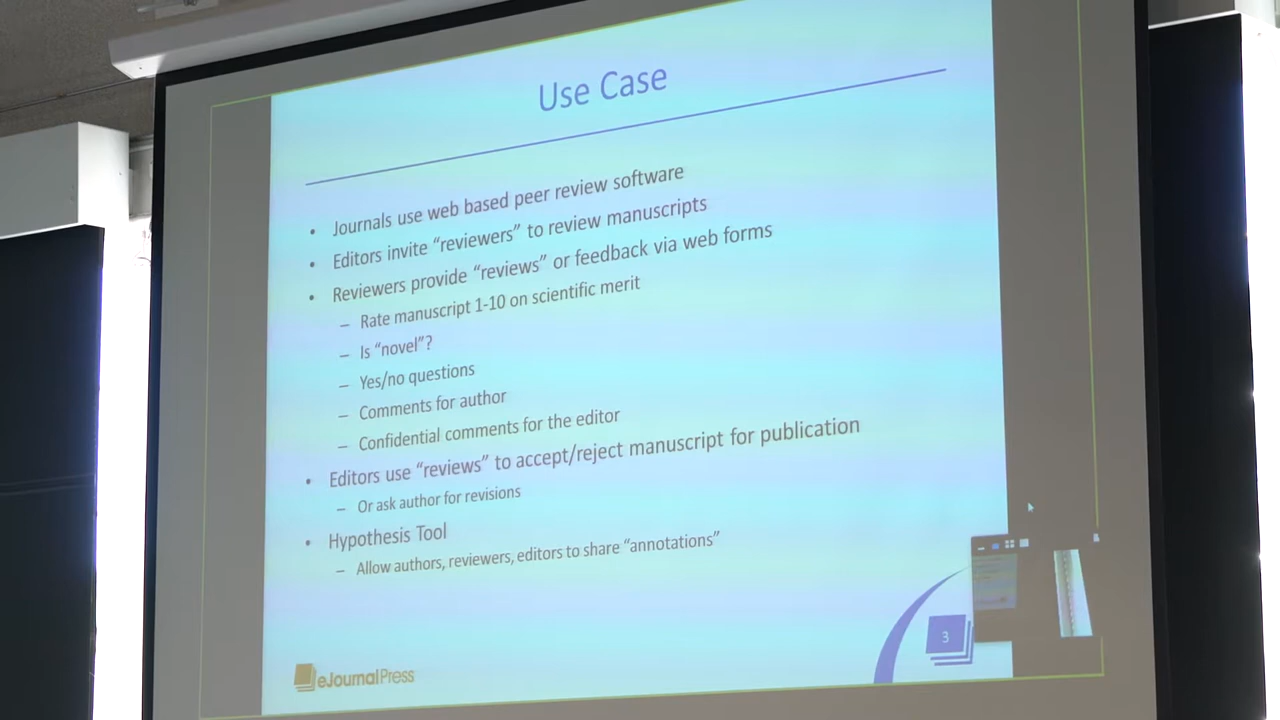 Use Case
• Journals use web based peer review software
• Editors invite “reviewers” to review manuscripts
• Reviewers provide “reviews” or feedback via web forms
– Rate manuscript 1-10 on scientific merit
– Is “novel”?
– Yes/no questions
– Comments for author
– Confidential comments for the editor
• Editors use “reviews” to accept/reject manuscript for publication
– Or ask author for revisions
• Hypothesis Tool
– Allow authors, reviewers, editors to share “annotations”
3
eJournalPress